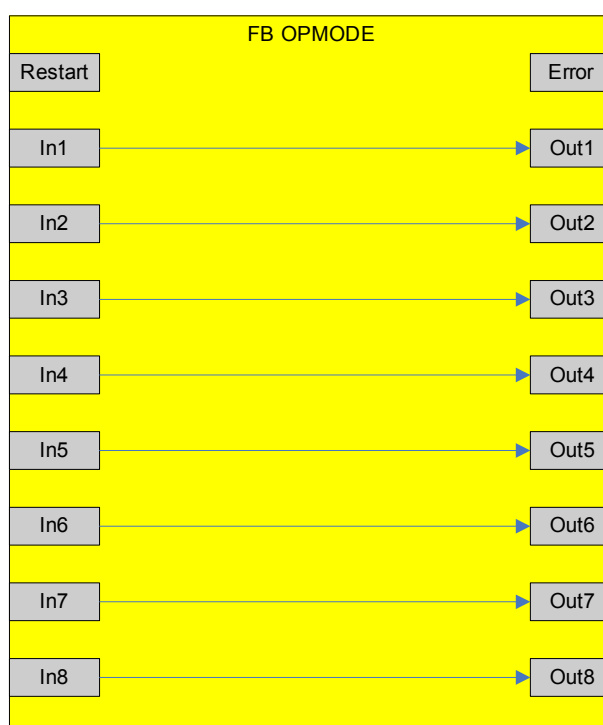 FB OPMODE
Restart Error
In1 Out1
In2 Out2
In3 Out3
In4 Out4
In5 Out5
In6 Out6
In7 Out7
In8 Out8